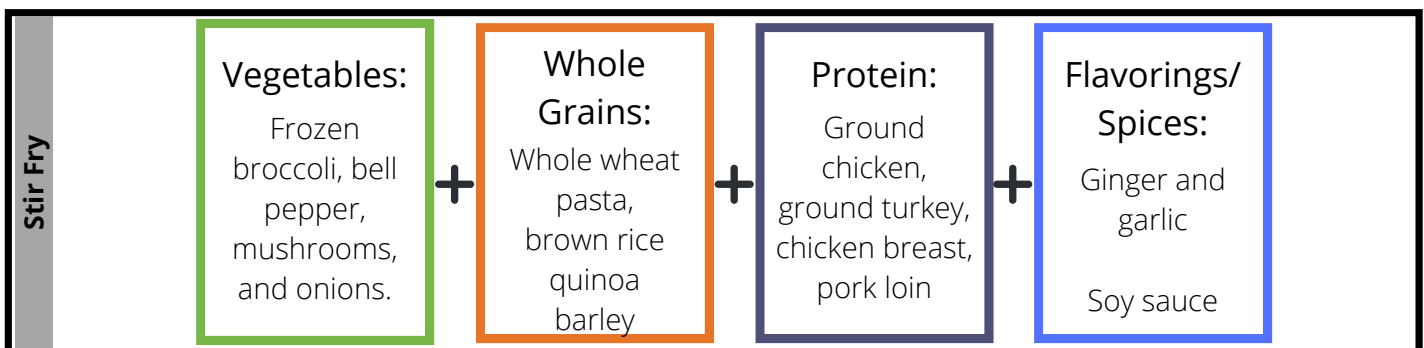 Stir Fry
Vegetables:
Frozen
broccoli, bell
pepper,
mushrooms,
and onions.
+
Whole
Grains:
Whole wheat
pasta,
brown rice
quinoa
barley
+
Protein:
Ground
chicken,
ground turkey,
chicken breast,
pork loin
+
Flavorings/
Spices:
Ginger and
garlic
Soy sauce